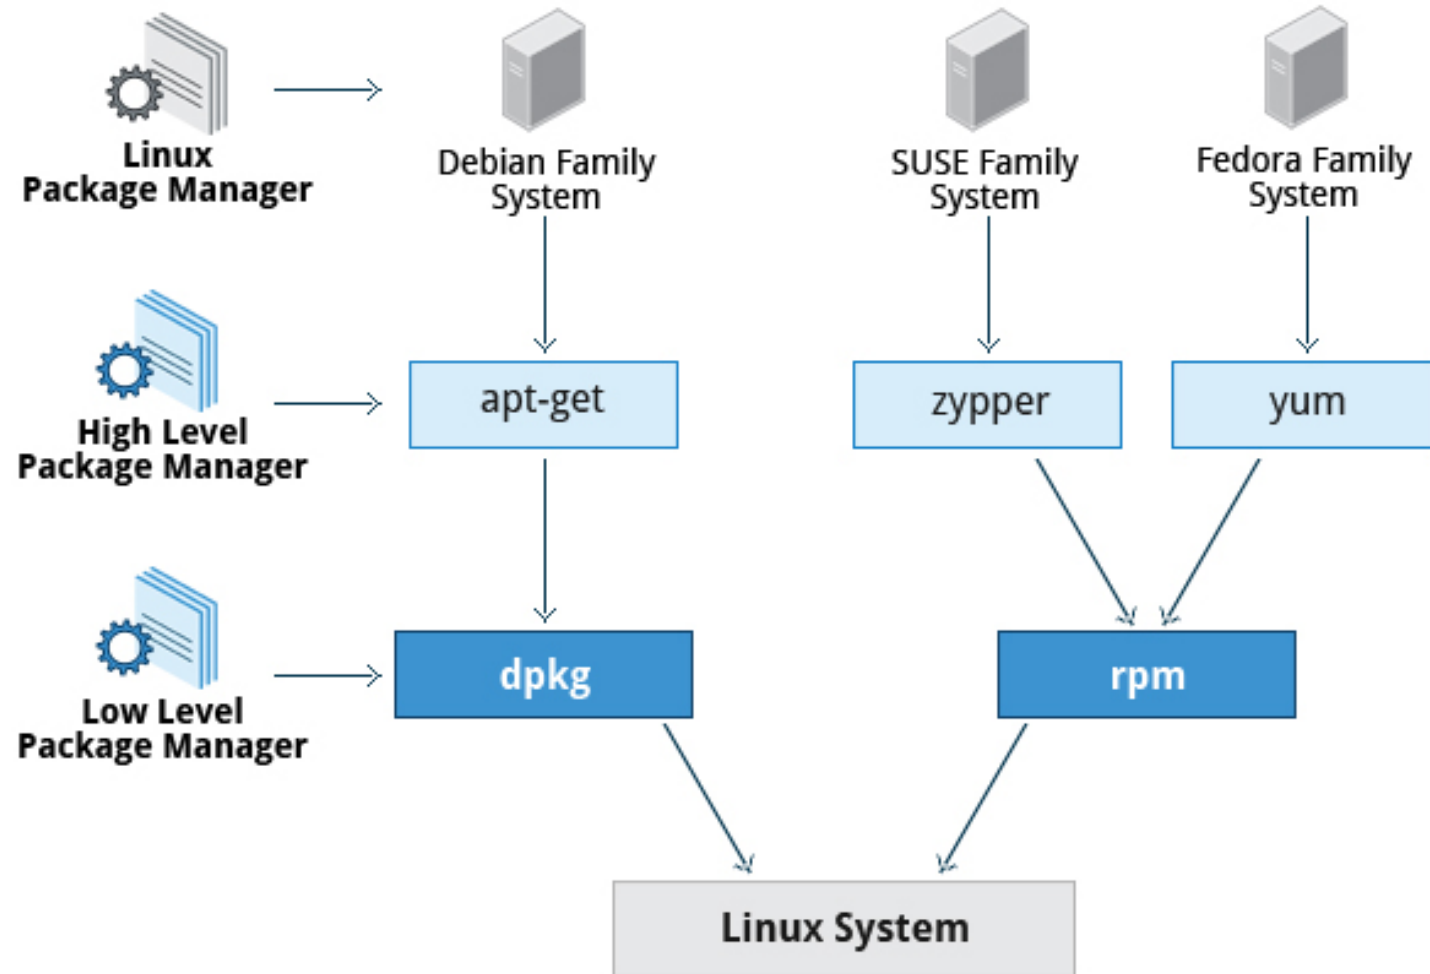 Linux
Package Manager
Debian Family
System
SUSE Family
System
Fedora Family
System
High Level
Package Manager
apt-get
zypper
yum
Low Level
Package Manager
dpkg
rpm
Linux System